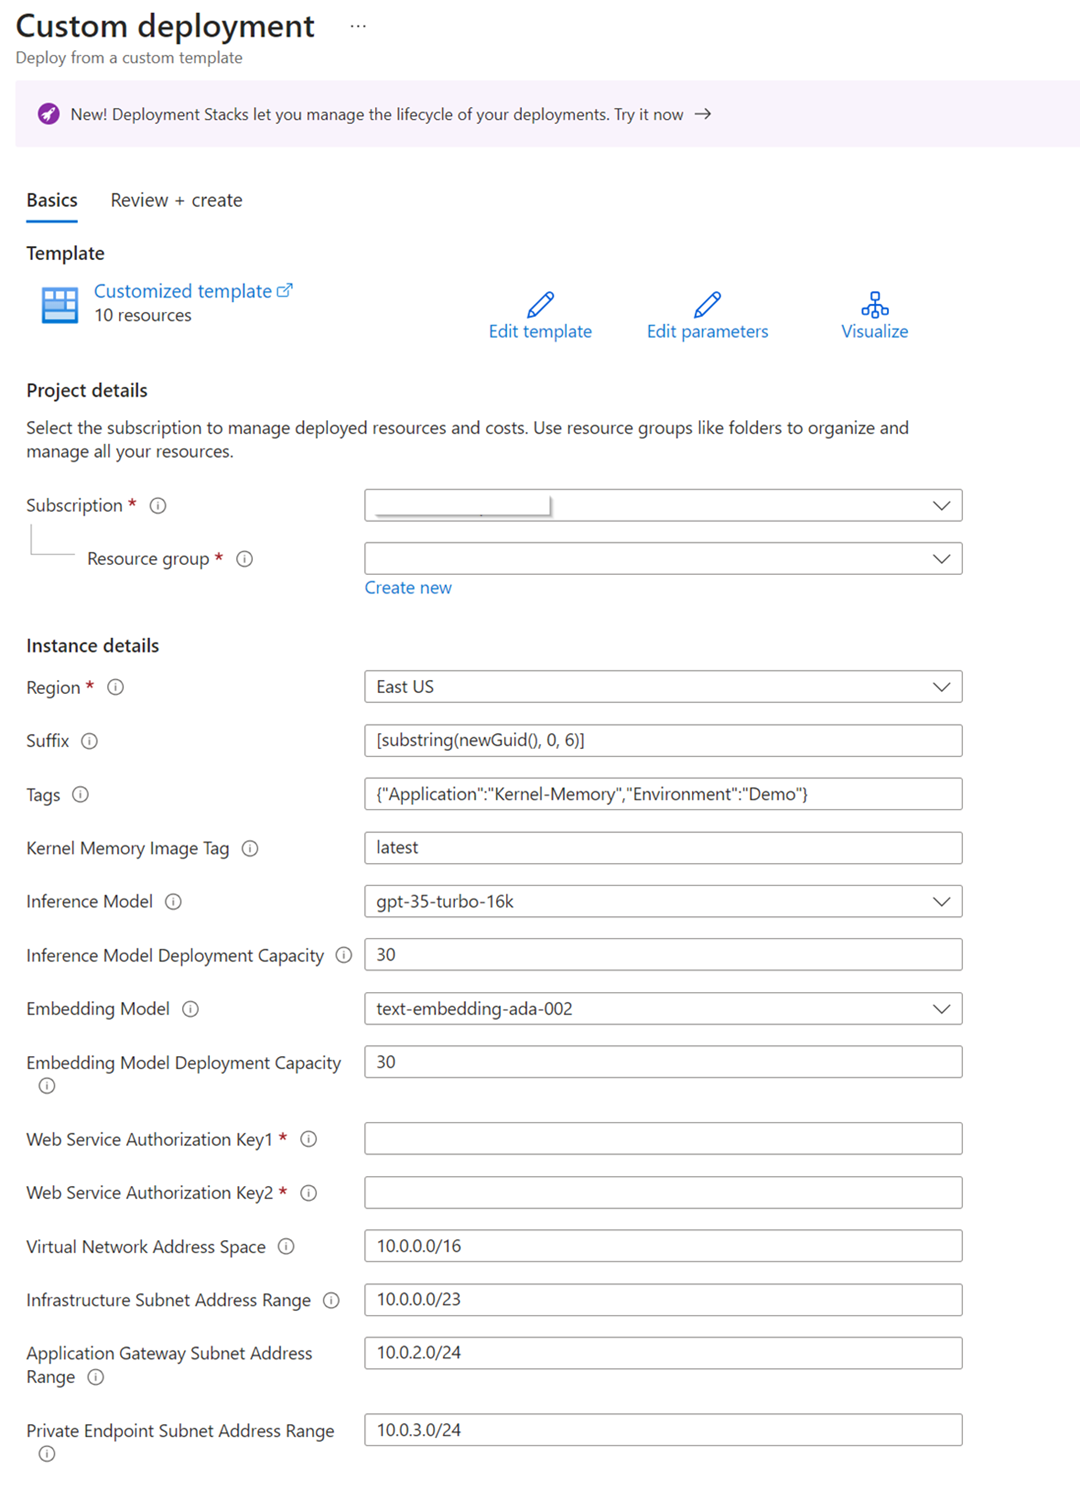 Custom deployment ...
Deploy from a custom template
New! Deployment Stacks let you manage the lifecycle of your deployments. Try it now →
Basics Review + create
Template
Customized template
10 resources
Edit template Edit parameters Visualize
Project details
Select the subscription to manage deployed resources and costs. Use resource groups like folders to organize and
manage all your resources.
Subscription *
Resource group *
Create new
Instance details
Region * East US
Suffix [substring(newGuid(), 0, 6)]
Tags {"Application":"Kernel-Memory","Environment":"Demo"}
Kernel Memory Image Tag latest
Inference Model gpt-35-turbo-16k
Inference Model Deployment Capacity 30
Embedding Model text-embedding-ada-002
Embedding Model Deployment Capacity 30
Web Service Authorization Key1 *
Web Service Authorization Key2 *
Virtual Network Address Space 10.0.0.0/16
Infrastructure Subnet Address Range 10.0.0.0/23
Application Gateway Subnet Address 10.0.2.0/24
Range
Private Endpoint Subnet Address Range 10.0.3.0/24